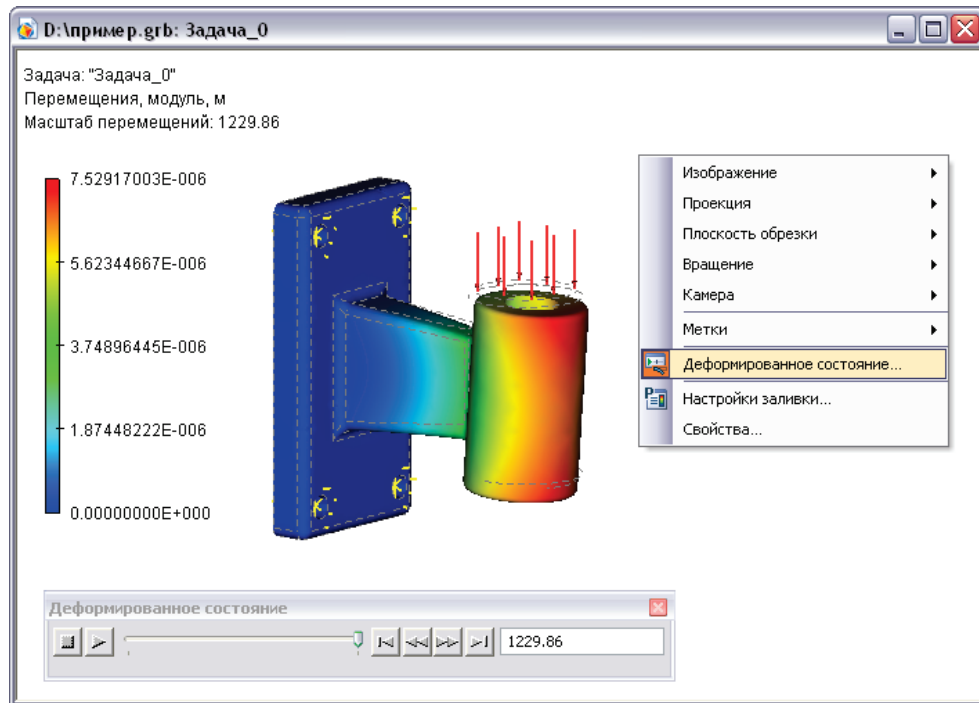 D:\пример.grb: Задача_0
Задача: "Задача_0"
Перемещения, модуль, м
Масштаб перемещений: 1229.86
7.52917003E-006
5.62344667E-006
3.74896445E-006
1.87448222E-006
0.00000000E+000
Изображение
Проекция
Плоскость обрезки
Вращение
Камера
Метки
Деформированное состояние...
Настройки заливки...
Свойства...
Деформированное состояние
1229.86